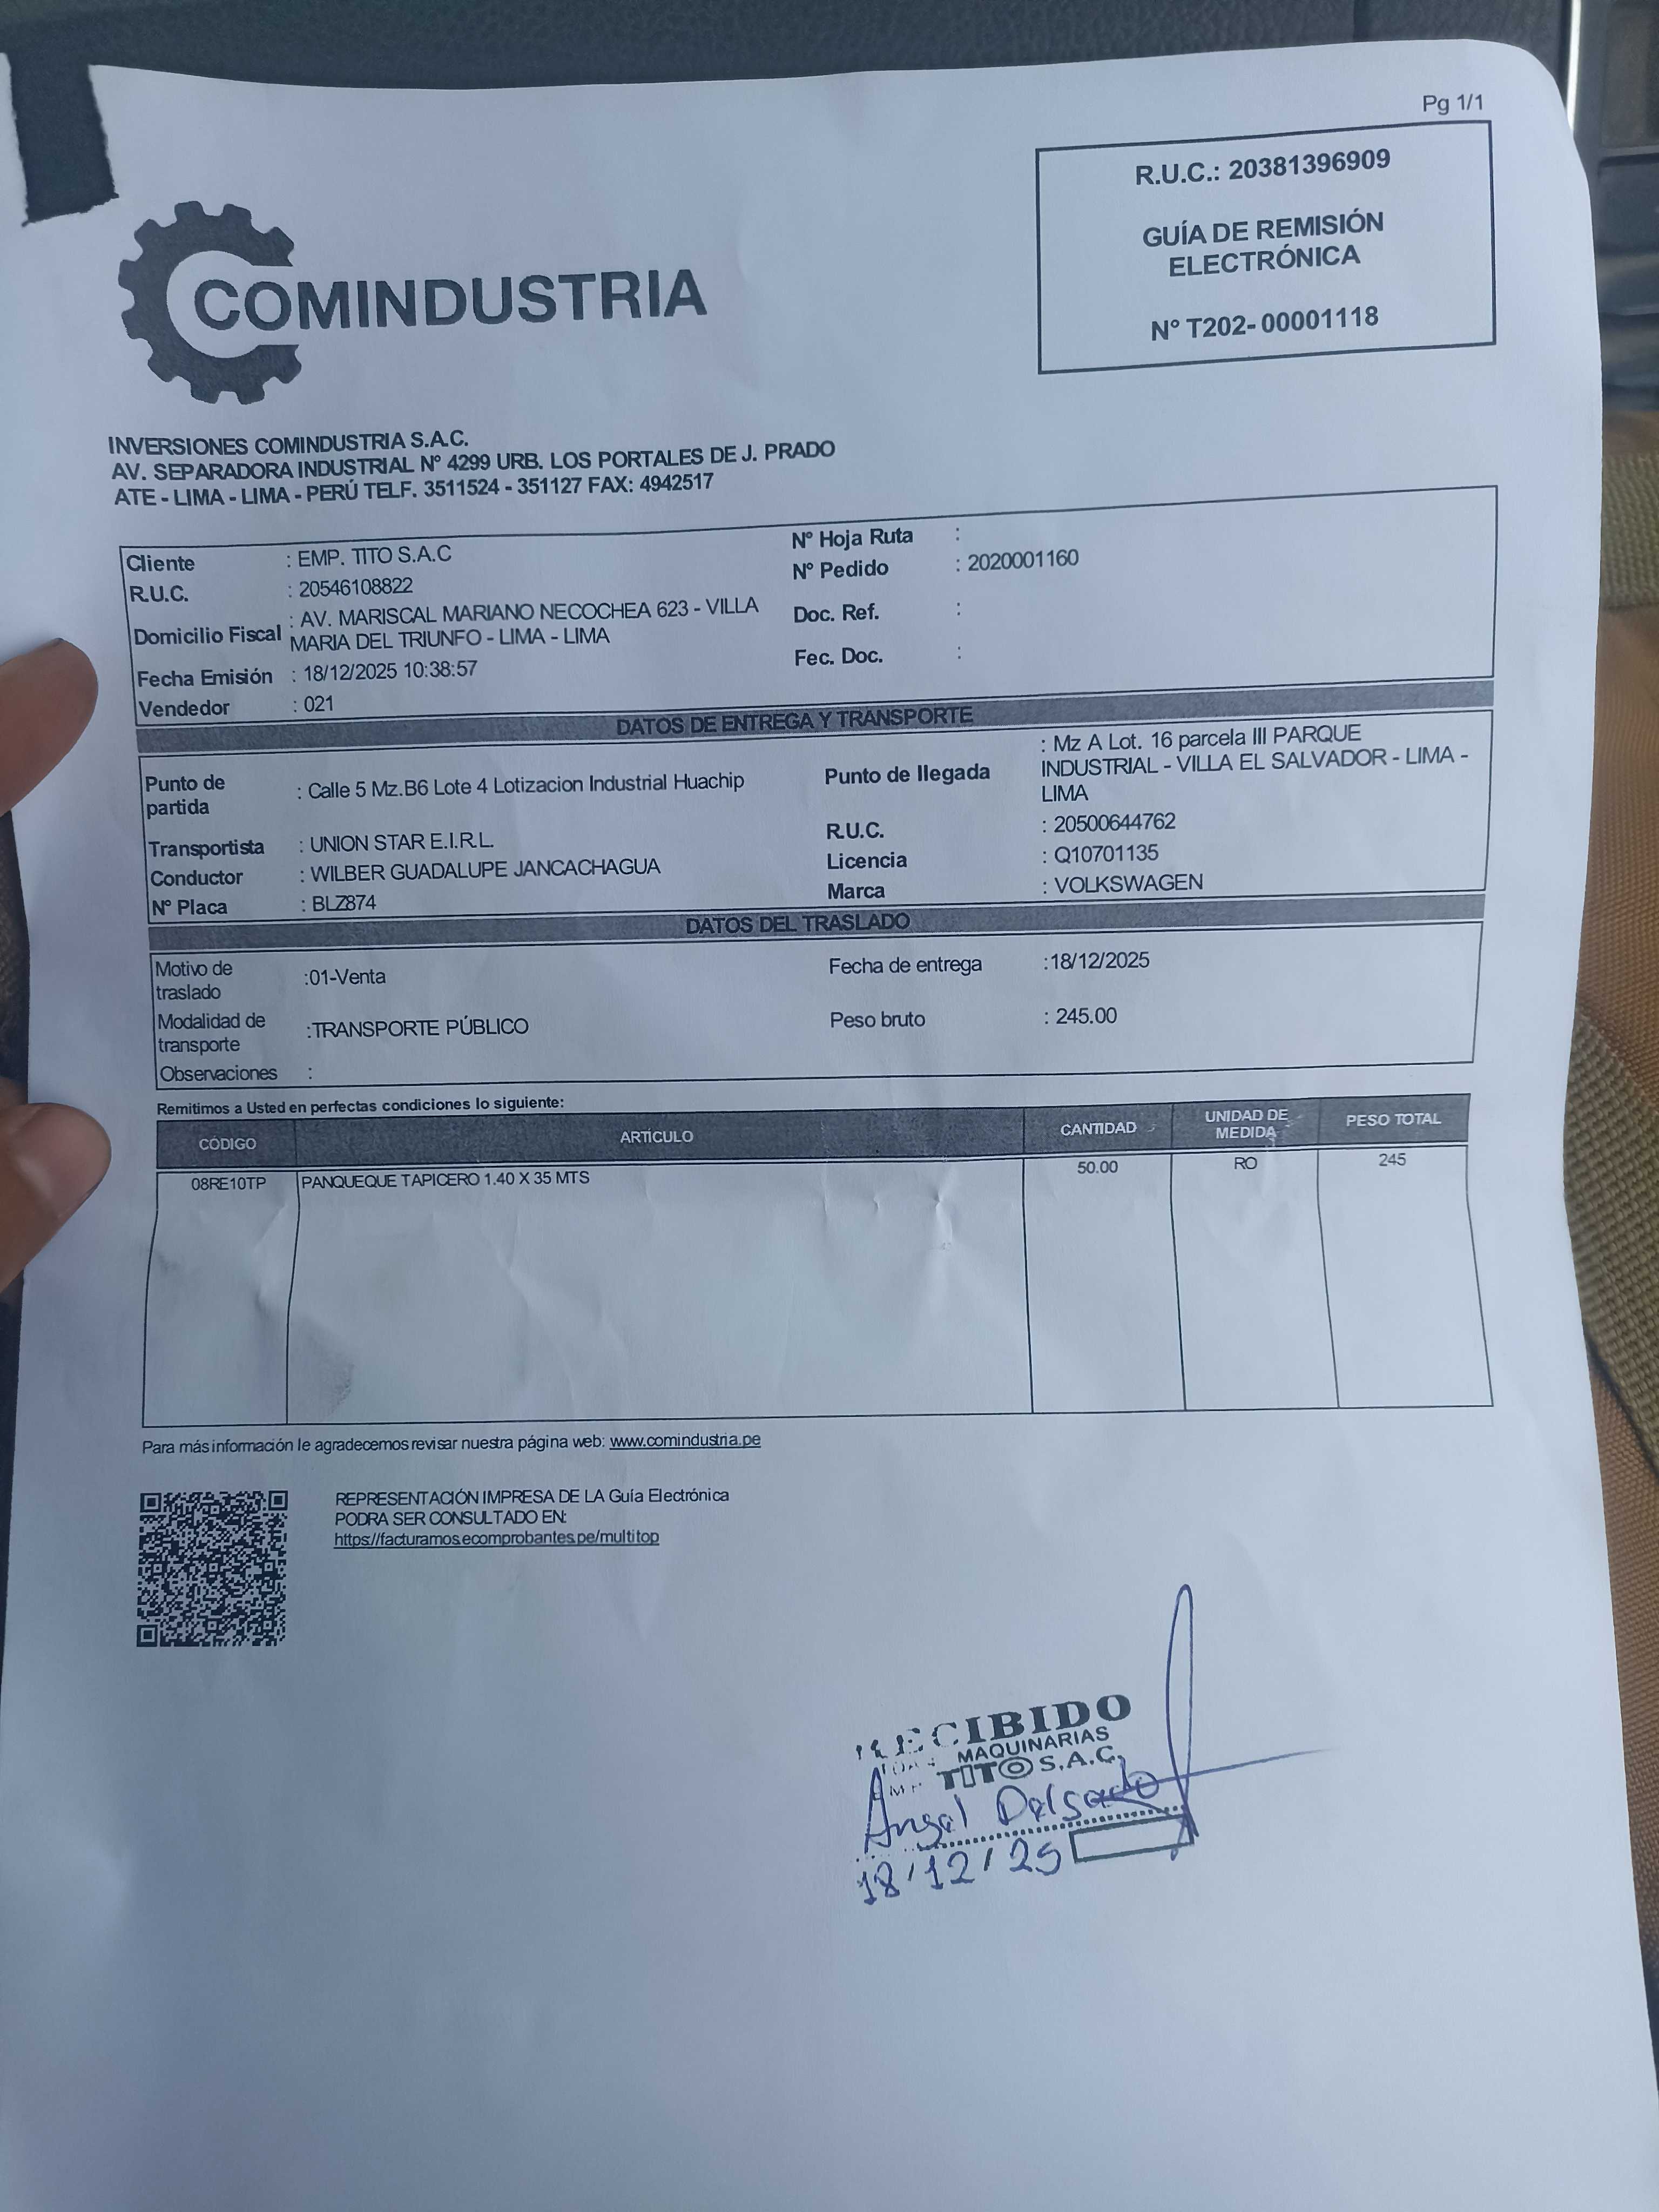 Pg 1/1
R.U.C.: 20381396909
GUÍA DE REMISIÓN
ELECTRÓNICA
N° T202- 00001118
COMINDUSTRIA
INVERSIONES COMINDUSTRIA S.A.C.
AV. SEPARADORA INDUSTRIAL N° 4299 URB. LOS PORTALES DE J. PRADO
ATE - LIMA - LIMA - PERÚ TELF. 3511524 - 351127 FAX: 4942517
Cliente : EMP. TITO S.A.C
R.U.C. : 20546108822
Domicilio Fiscal : AV. MARISCAL MARIANO NECOCHEA 623 - VILLA
MARIA DEL TRIUNFO - LIMA - LIMA
Fecha Emisión : 18/12/2025 10:38:57
Vendedor : 021
N° Hoja Ruta :
N° Pedido : 2020001160
Doc. Ref. :
Fec. Doc. :
DATOS DE ENTREGA Y TRANSPORTE
Punto de
partida : Calle 5 Mz.B6 Lote 4 Lotizacion Industrial Huachip
Transportista : UNION STAR E.I.R.L.
Conductor : WILBER GUADALUPE JANCACHAGUA
N° Placa : BLZ874
Punto de llegada : Mz A Lot. 16 parcela III PARQUE
INDUSTRIAL - VILLA EL SALVADOR - LIMA -
LIMA
R.U.C. : 20500644762
Licencia : Q10701135
Marca : VOLKSWAGEN
DATOS DEL TRASLADO
Motivo de
traslado :01-Venta
Modalidad de
transporte :TRANSPORTE PÚBLICO
Observaciones :
Fecha de entrega :18/12/2025
Peso bruto : 245.00
Remitimos a Usted en perfectas condiciones lo siguiente:
CÓDIGO ARTÍCULO CANTIDAD UNIDAD DE MEDIDA PESO TOTAL
08RE10TP PANQUEQUE TAPICERO 1.40 X 35 MTS 50.00 RO 245
Para más información le agradecemos revisar nuestra página web: www.comindustria.pe
REPRESENTACIÓN IMPRESA DE LA Guía Electrónica
PODRA SER CONSULTADO EN:
https://facturamos.ecomprobantes.pe/multitop
RECIBIDO
MAQUINARIAS
TITO S.A.C.
Angel Delgado
18/12/25